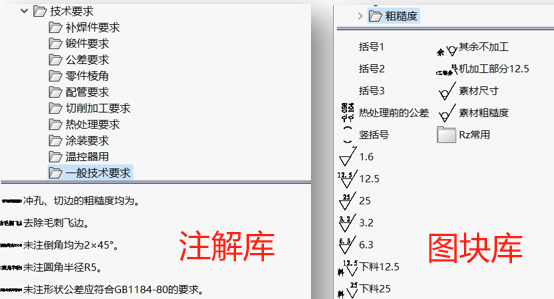 技术要求
补焊件要求
锻件要求
公差要求
零件棱角
配管要求
切削加工要求
热处理要求
涂装要求
温控器用
一般技术要求
冲孔、切边的粗糙度均为。
去除毛刺飞边。
未注倒角均为2×45°。
未注圆角半径R5。
未注形状公差应符合GB1184-80的要求。
注解库
粗糙度
括号1
括号2
括号3
热处理前的公差
竖括号
1.6
12.5
25
3.2
6.3
下料12.5
下料25
其余不加工
机加工部分12.5
素材尺寸
素材粗糙度
Rz常用
图块库